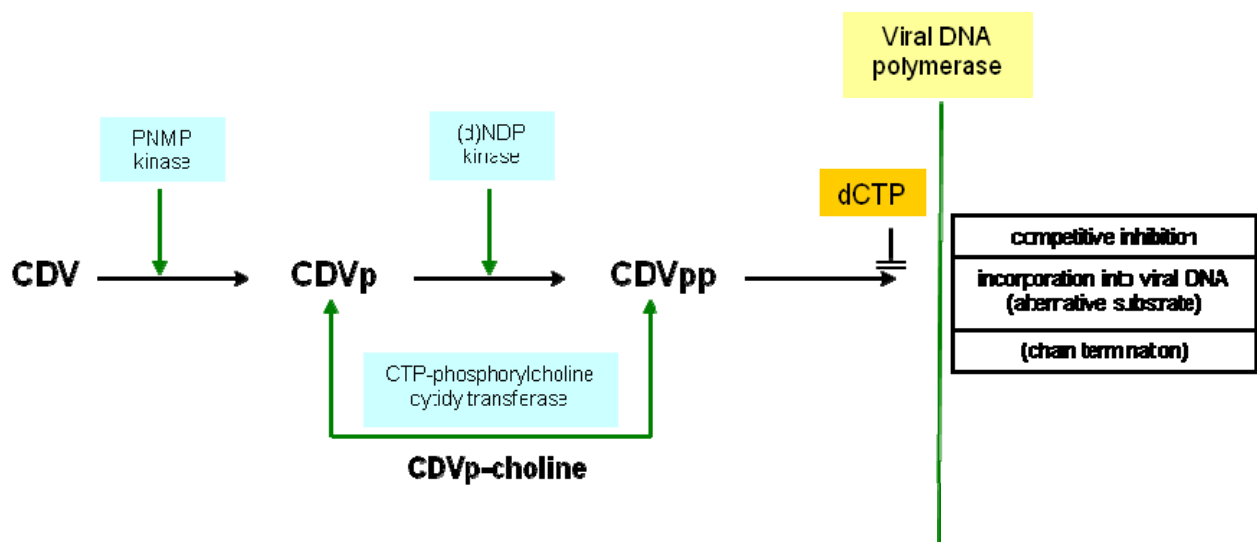 Viral DNA
polymerase
PNMP
kinase
(d)NDP
kinase
dCTP
CDV
CDVp
CDVpp
competitive inhibition
incorporation into viral DNA
(alternative substrate)
(chain termination)
CTP-phosphorylcholine
cytidy transferase
CDVp-choline